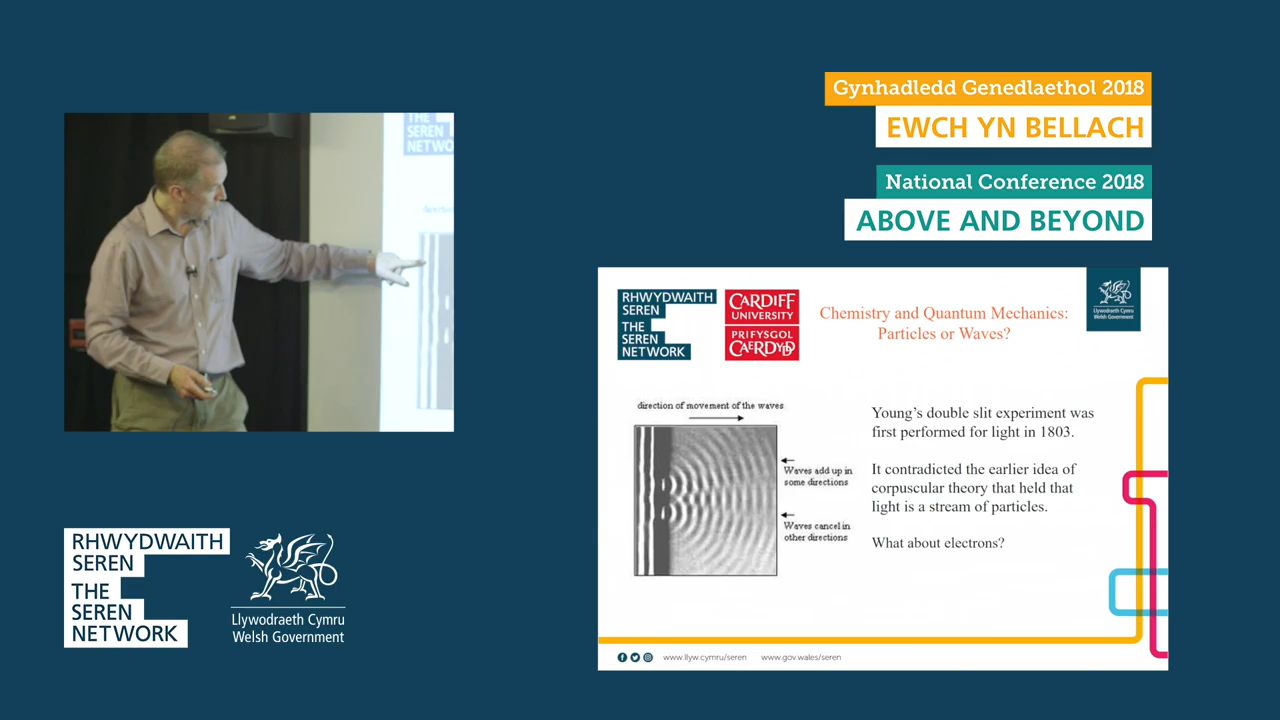 THE
SEREN
NETWO
Gynhadledd Genedlaethol 2018
EWCH YN BELLACH
National Conference 2018
ABOVE AND BEYOND
RHWYDWAITH
SEREN
THE
SEREN
NETWORK
CARDIFF
UNIVERSITY
PRIFYSGOL
CAERDYDD
Chemistry and Quantum Mechanics:
Particles or Waves?
Llywodraeth Cymru
Welsh Government
direction of movement of the waves
Waves add up in
some directions
Waves cancel in
other directions
Young's double slit experiment was
first performed for light in 1803.
It contradicted the earlier idea of
corpuscular theory that held that
light is a stream of particles.
What about electrons?
www.llyw.cymru/seren www.gov.wales/seren
RHWYDWAITH
SEREN
THE
SEREN
NETWORK
Llywodraeth Cymru
Welsh Government